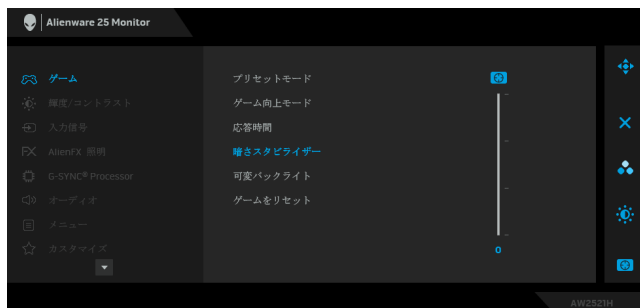 Alienware 25 Monitor
ゲーム
輝度/コントラスト
入力信号
AlienFX 照明
G-SYNC® Processor
オーディオ
メニュー
カスタマイズ
プリセットモード
ゲーム向上モード
応答時間
暗さスタビライザー
可変バックライト
ゲームをリセット
0
AW2521H